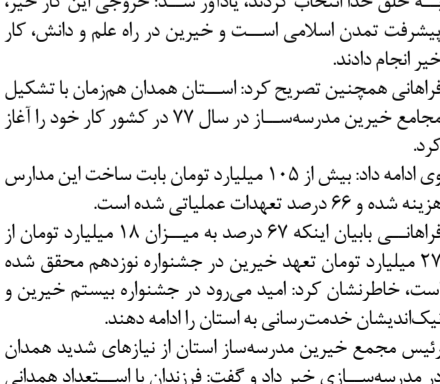 به خلق خدا انتخاب کردند، یادآور شد: خروجی این کار خیر،
پیشرفت تمدن اسلامی است و خیرین در راه علم و دانش، کار
خیر انجام دادند.
فراهانی همچنین تصریح کرد: استان همدان همزمان با تشکیل
مجامع خیرین مدرسه‌ساز در سال ۷۷ در کشور کار خود را آغاز
کرد.
وی ادامه داد: بیش از ۱۰۵ میلیارد تومان بابت ساخت این مدارس
هزینه شده و ۶۶ درصد تعهدات عملیاتی شده است.
فراهانی بابیان اینکه ۶۷ درصد به میزان ۱۸ میلیارد تومان از
۲۷ میلیارد تومان تعهد خیرین در جشنواره نوزدهم محقق شده
است، خاطرنشان کرد: امید می‌رود در جشنواره بیستم خیرین و
نیک‌اندیشان خدمت‌رسانی به استان را ادامه دهند.
رئیس مجمع خیرین مدرسه‌ساز استان از نیازهای شدید همدان
در مدرسه‌سازی خبر داد و گفت: فرزندان با استعداد همدانی